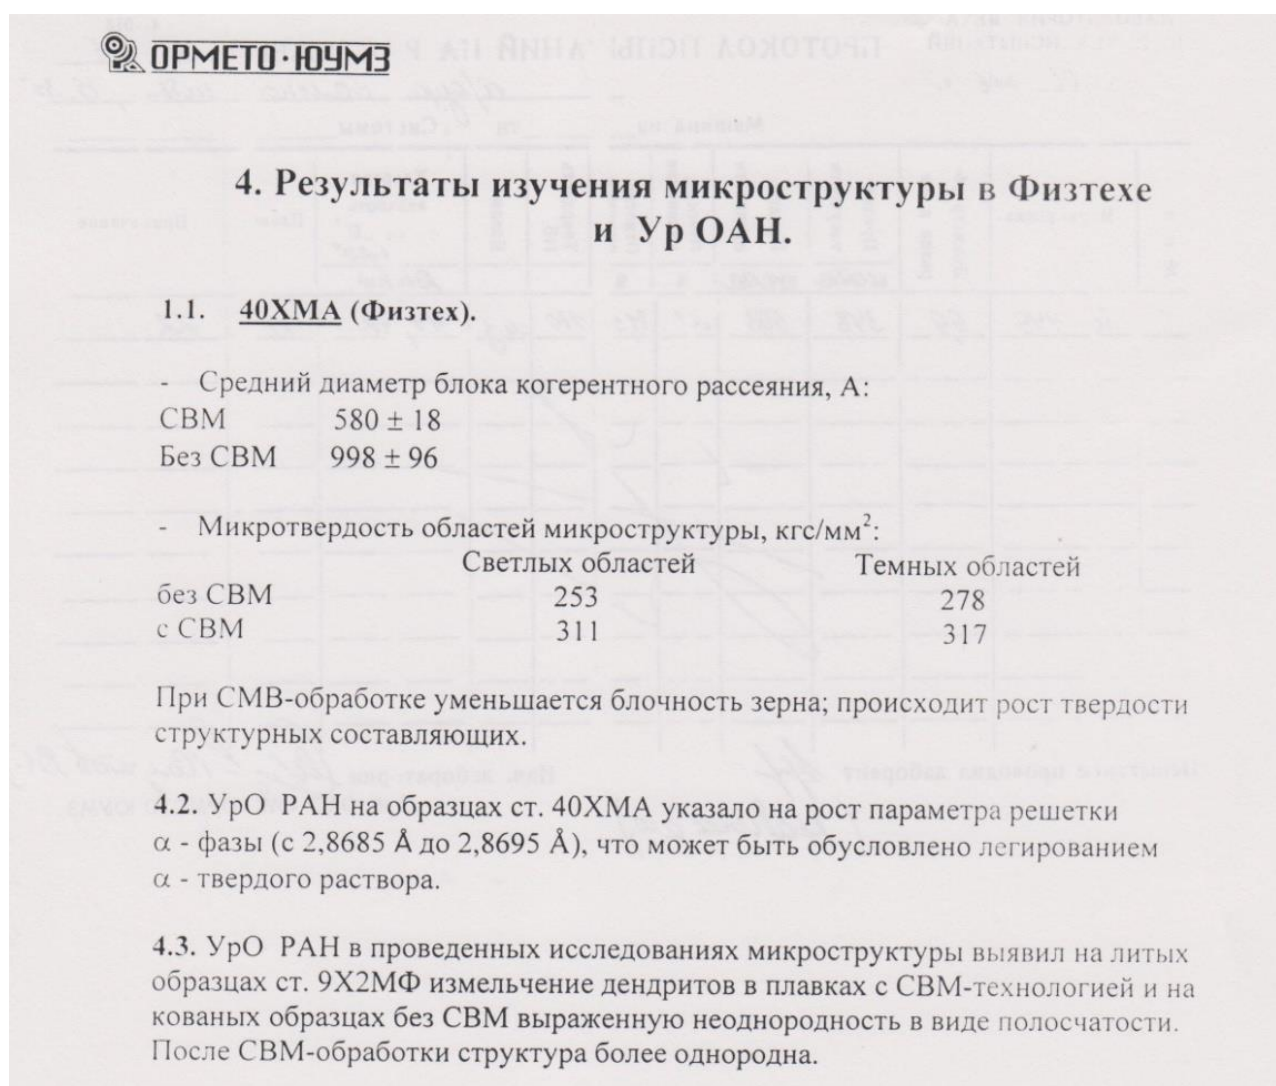 ОРМЕТО·ЮУМЗ
4. Результаты изучения микроструктуры в Физтехе
и Ур ОАН.
1.1. 40ХМА (Физтех).
- Средний диаметр блока когерентного рассеяния, А:
СВМ 580 ± 18
Без СВМ 998 ± 96
- Микротвердость областей микроструктуры, кгс/мм²:
Светлых областей Темных областей
без СВМ 253 278
с СВМ 311 317
При СМВ-обработке уменьшается блочность зерна; происходит рост твердости
структурных составляющих.
4.2. УрО РАН на образцах ст. 40ХМА указало на рост параметра решетки
α - фазы (с 2,8685 Å до 2,8695 Å), что может быть обусловлено легированием
α - твердого раствора.
4.3. УрО РАН в проведенных исследованиях микроструктуры выявил на литых
образцах ст. 9Х2МФ измельчение дендритов в плавках с СВМ-технологией и на
кованых образцах без СВМ выраженную неоднородность в виде полосчатости.
После СВМ-обработки структура более однородна.